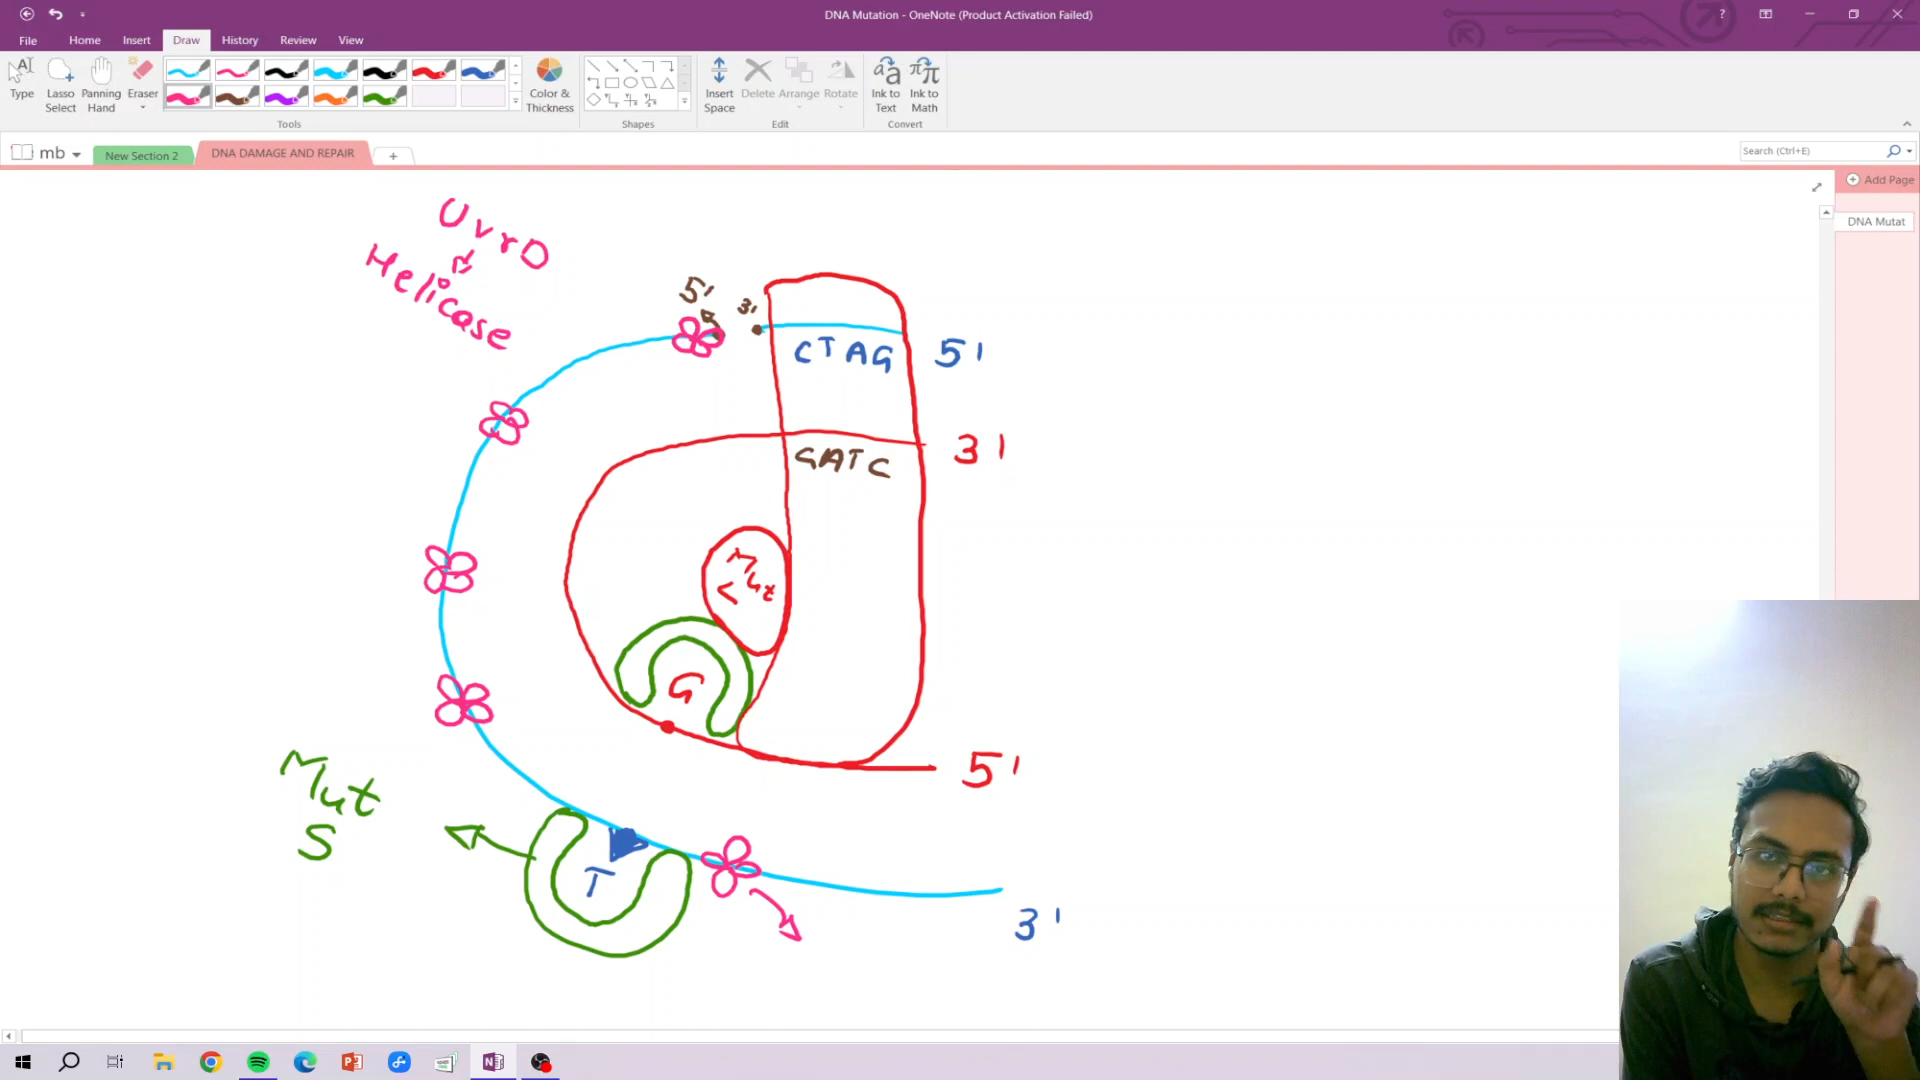 DNA Mutation - OneNote (Product Activation Failed)
File Home Insert Draw History Review View
Type
Lasso Select
Panning Hand
Eraser
Color & Thickness
Insert Space
Delete Arrange Rotate
Ink to Text
Ink to Math
Tools
Shapes
Edit
Convert
mb
New Section 2
DNA DAMAGE AND REPAIR
Search (Ctrl+E)
Add Page
DNA Mutat
UvrD
Helicase
5' 3'
CTAG 5'
GATC 3'
Mut
L
G
5'
Mut
S
T
3'